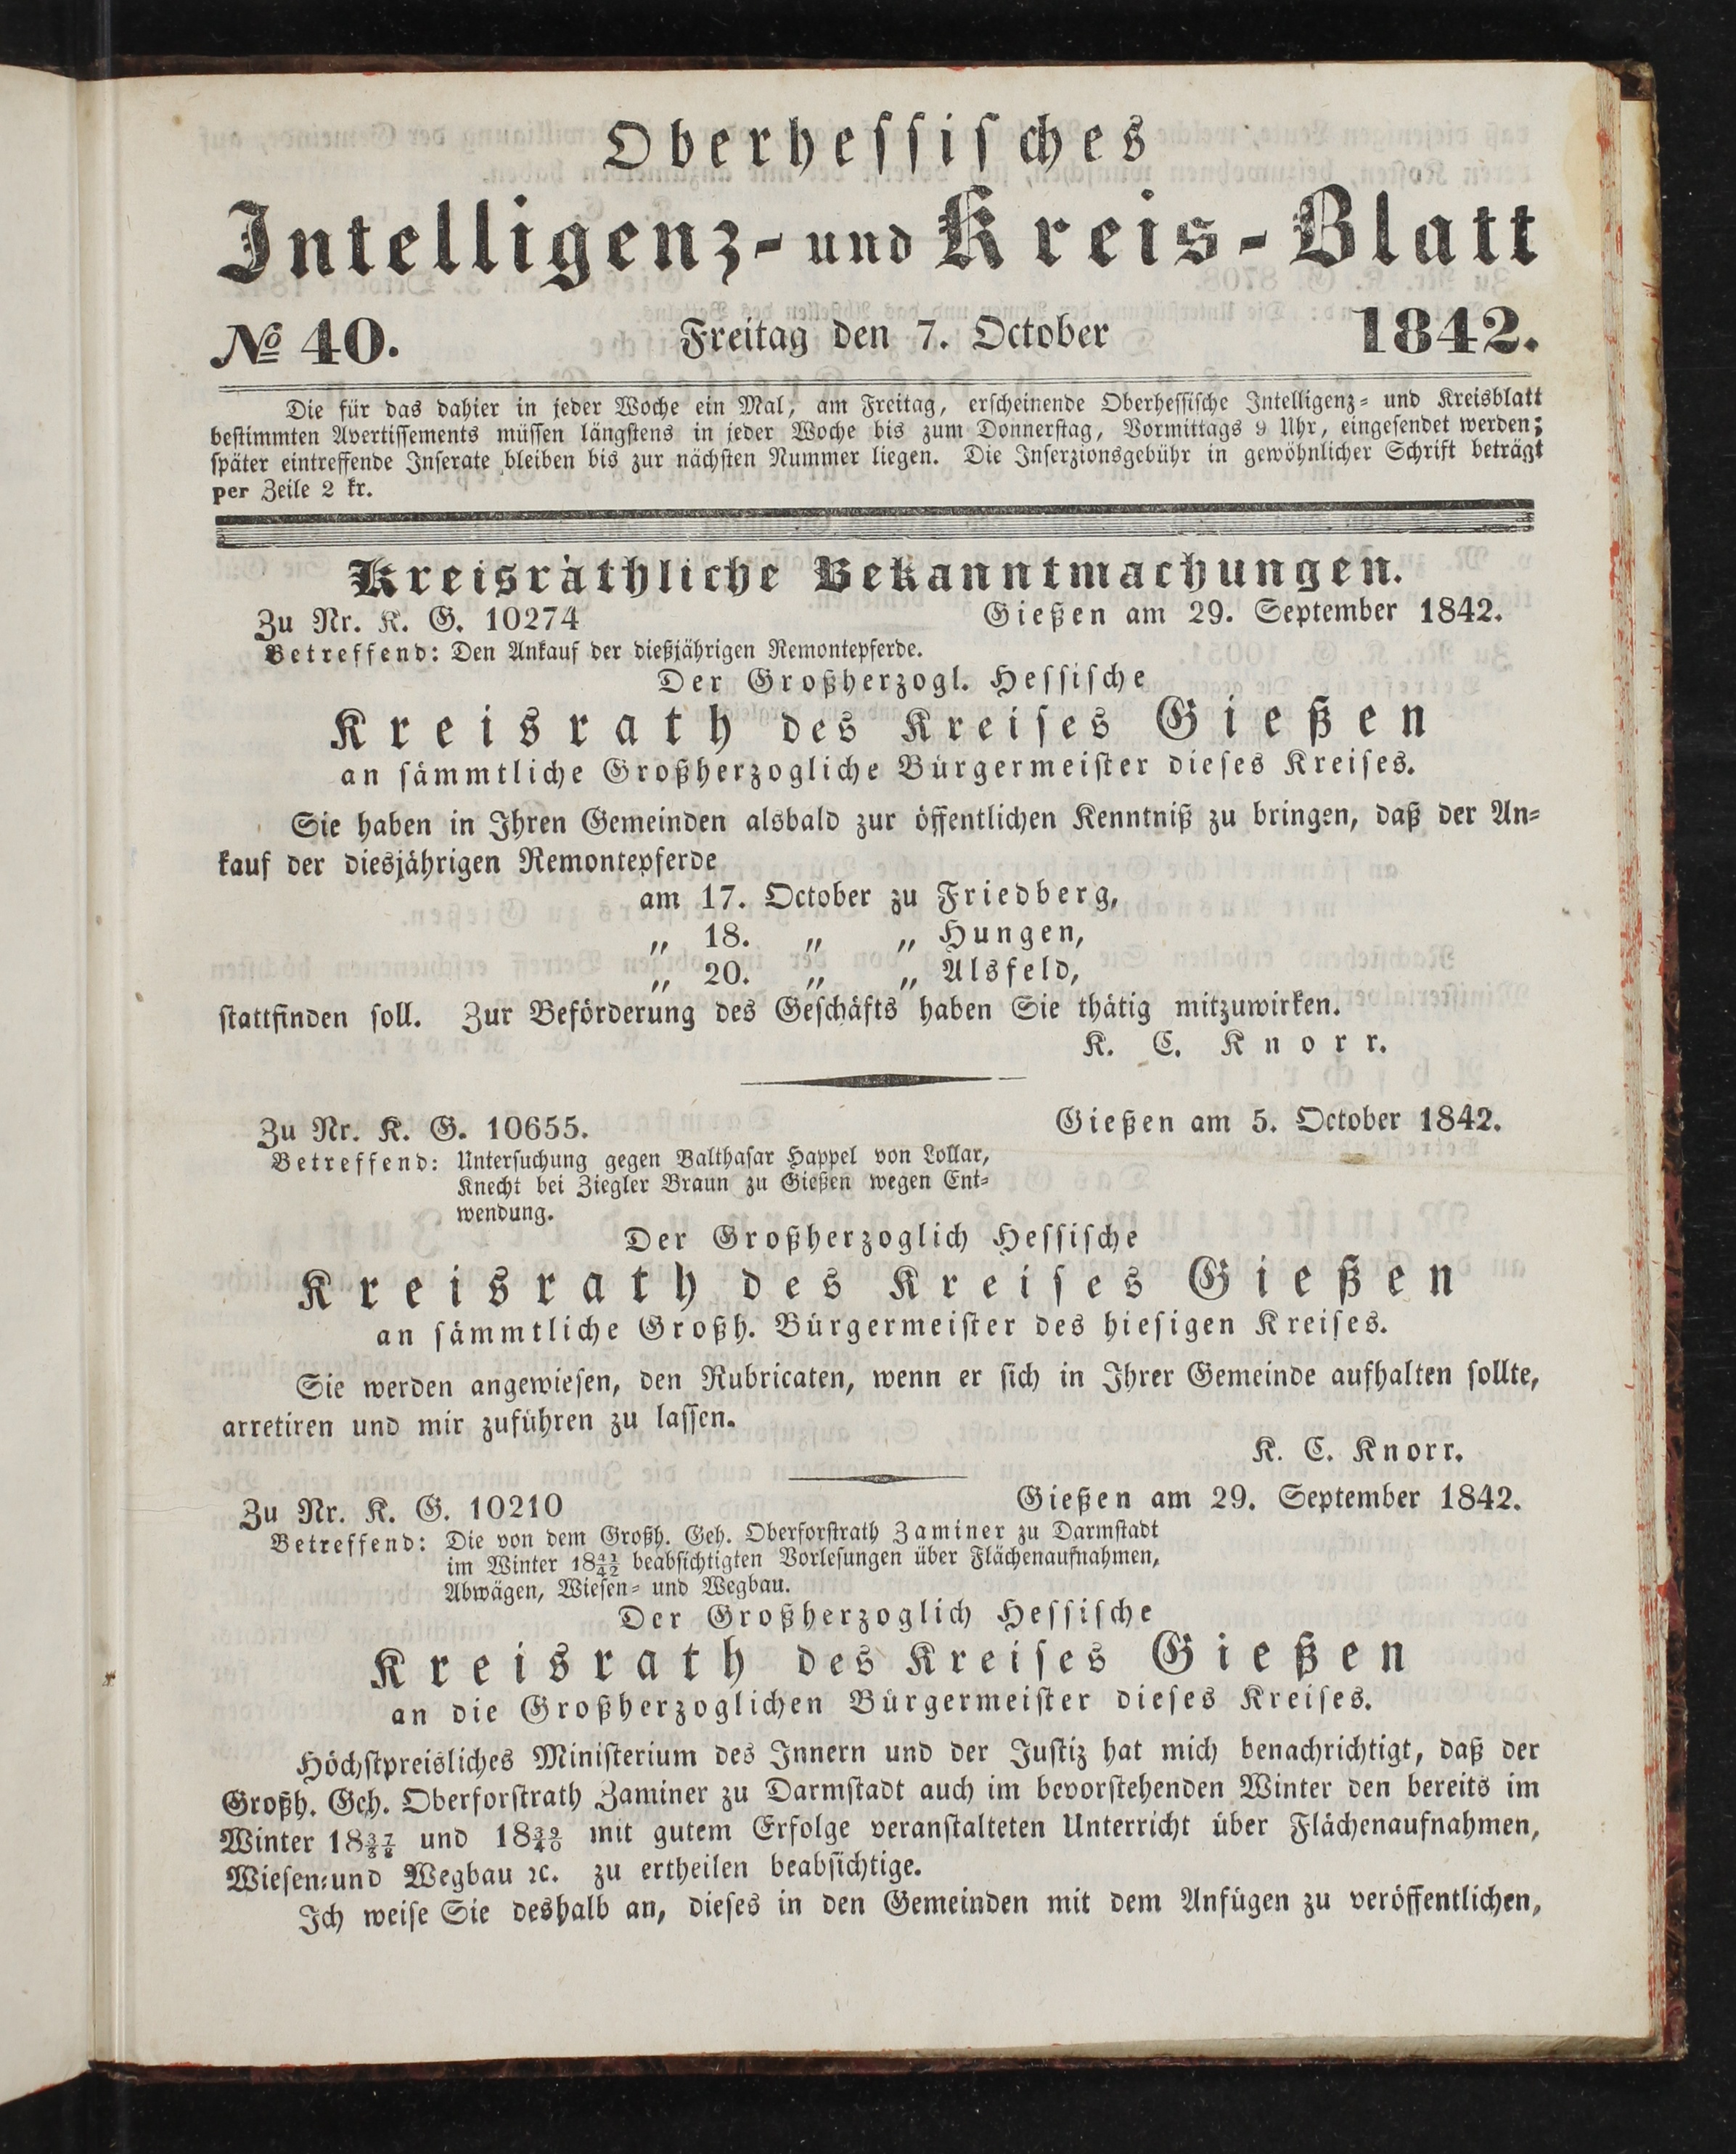 Oberhessisches
Intelligenz- und Kreis-Blatt
№ 40. Freitag den 7. October 1842.
Die für das dahier in jeder Woche ein Mal, am Freitag, erscheinende Oberhessische Intelligenz- und Kreisblatt
bestimmten Avertissements müssen längstens in jeder Woche bis zum Donnerstag, Vormittags 9 Uhr, eingesendet werden;
später eintreffende Inserate bleiben bis zur nächsten Nummer liegen. Die Inserzionsgebühr in gewöhnlicher Schrift beträgt
per Zeile 2 kr.
Kreisräthliche Bekanntmachungen.
Zu Nr. K. G. 10274 Gießen am 29. September 1842.
Betreffend: Den Ankauf der dießjährigen Remontepferde.
Der Großherzogl. Hessische
Kreisrath des Kreises Gießen
an sämmtliche Großherzogliche Bürgermeister dieses Kreises.
Sie haben in Ihren Gemeinden alsbald zur öffentlichen Kenntniß zu bringen, daß der An-
kauf der diesjährigen Remontepferde
am 17. October zu Friedberg,
„ 18. „ „ Hungen,
„ 20. „ „ Alsfeld,
stattfinden soll. Zur Beförderung des Geschäfts haben Sie thätig mitzuwirken.
K. C. Knorr.
Zu Nr. K. G. 10655. Gießen am 5. October 1842.
Betreffend: Untersuchung gegen Balthasar Happel von Lollar,
Knecht bei Ziegler Braun zu Gießen wegen Ent-
wendung.
Der Großherzoglich Hessische
Kreisrath des Kreises Gießen
an sämmtliche Großh. Bürgermeister des hiesigen Kreises.
Sie werden angewiesen, den Rubricaten, wenn er sich in Ihrer Gemeinde aufhalten sollte,
arretiren und mir zuführen zu lassen.
K. C. Knorr.
Zu Nr. K. G. 10210 Gießen am 29. September 1842.
Betreffend: Die von dem Großh. Geh. Oberforstrath Zaminer zu Darmstadt
im Winter 18 41/42 beabsichtigten Vorlesungen über Flächenaufnahmen,
Abwägen, Wiesen- und Wegbau.
Der Großherzoglich Hessische
Kreisrath des Kreises Gießen
an die Großherzoglichen Bürgermeister dieses Kreises.
Höchstpreisliches Ministerium des Innern und der Justiz hat mich benachrichtigt, daß der
Großh. Geh. Oberforstrath Zaminer zu Darmstadt auch im bevorstehenden Winter den bereits im
Winter 18 37/38 und 18 39/40 mit gutem Erfolge veranstalteten Unterricht über Flächenaufnahmen,
Wiesen-und Wegbau ꝛc. zu ertheilen beabsichtige.
Ich weise Sie deshalb an, dieses in den Gemeinden mit dem Anfügen zu veröffentlichen,